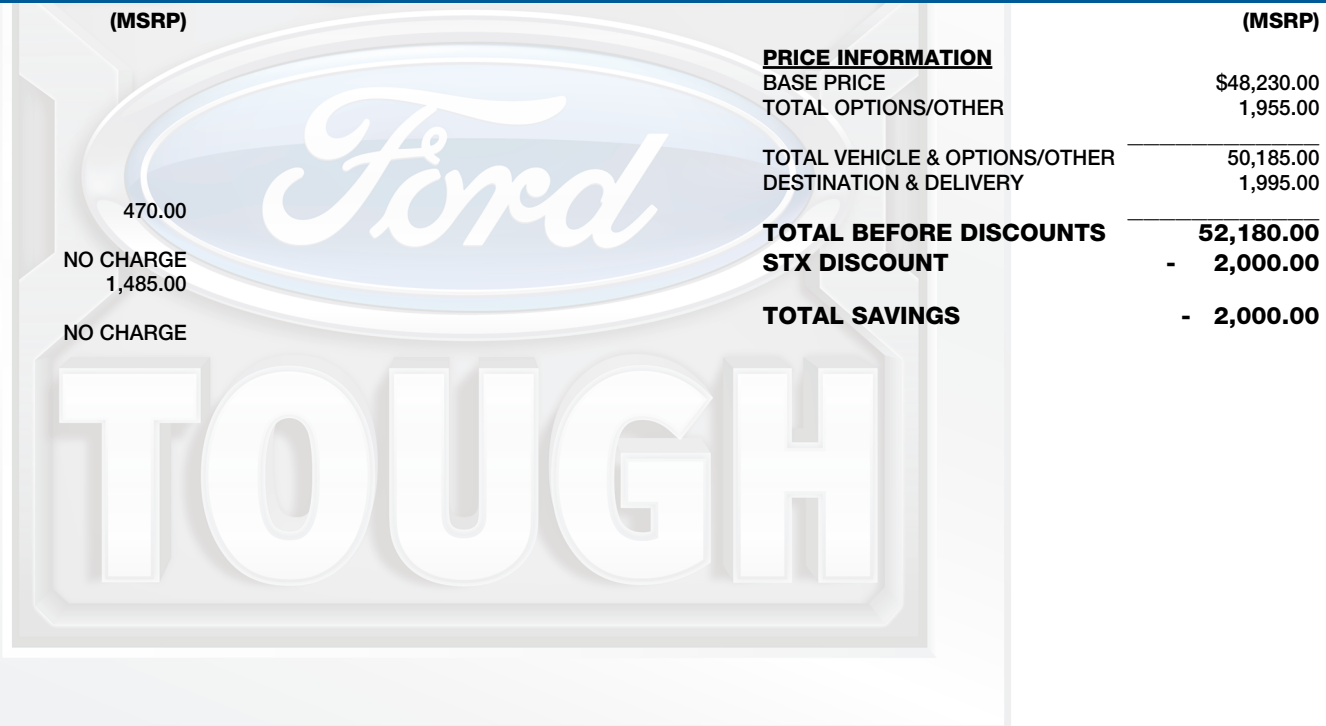 (MSRP)
470.00
NO CHARGE
1,485.00
NO CHARGE
(MSRP)
PRICE INFORMATION
BASE PRICE $48,230.00
TOTAL OPTIONS/OTHER 1,955.00
TOTAL VEHICLE & OPTIONS/OTHER 50,185.00
DESTINATION & DELIVERY 1,995.00
TOTAL BEFORE DISCOUNTS 52,180.00
STX DISCOUNT - 2,000.00
TOTAL SAVINGS - 2,000.00
Ford
TOUGH